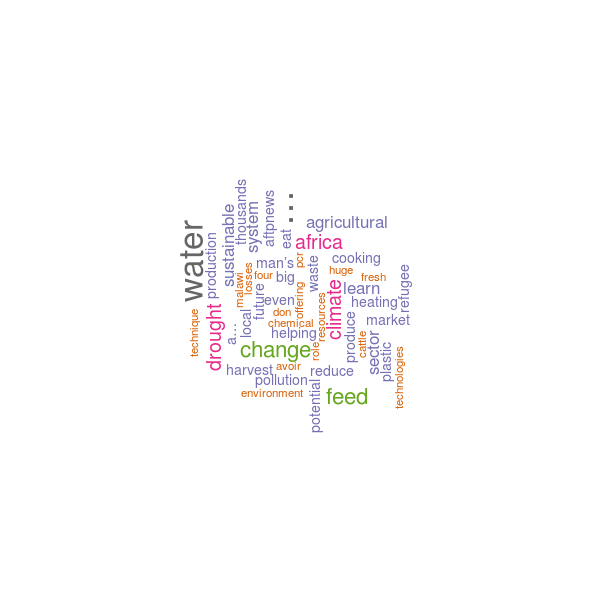 water
…
thousands
aftpnews
sustainable
system
production
agricultural
eat
africa
man's
pcr
cooking
four
big
huge
fresh
malawi
losses
waste
refugee
future
even
offering
climate
learn
heating
technique
drought
a…
local
don
chemical
helping
resources
produce
market
change
role
cattle
sector
plastic
technologies
harvest
avoir
reduce
pollution
environment
potential
feed